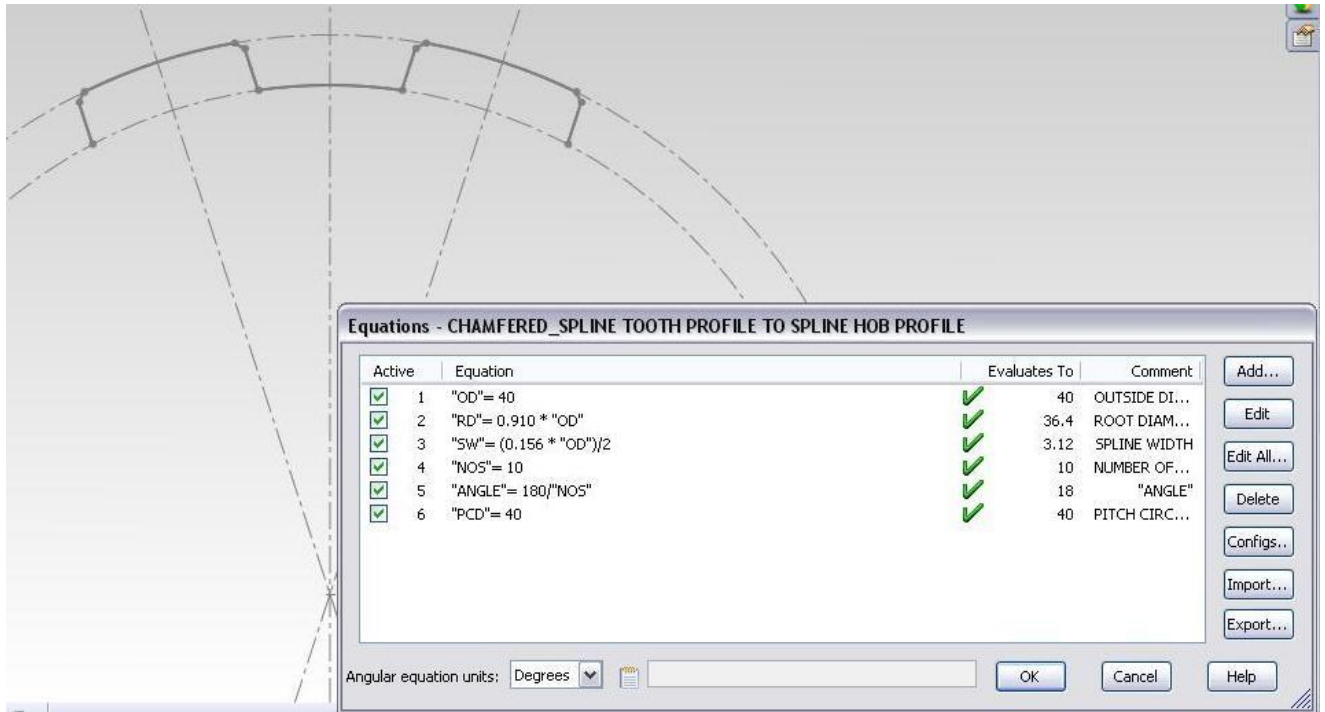 Equations - CHAMFERED_SPLINE TOOTH PROFILE TO SPLINE HOB PROFILE
Active Equation Evaluates To Comment Add...
1 "OD"= 40 40 OUTSIDE DI...
2 "RD"= 0.910 * "OD" 36.4 ROOT DIAM...
3 "SW"= (0.156 * "OD")/2 3.12 SPLINE WIDTH
4 "NOS"= 10 10 NUMBER OF...
5 "ANGLE"= 180/"NOS" 18 "ANGLE"
6 "PCD"= 40 40 PITCH CIRC...
Edit
Edit All...
Delete
Configs..
Import...
Export...
Angular equation units: Degrees OK Cancel Help